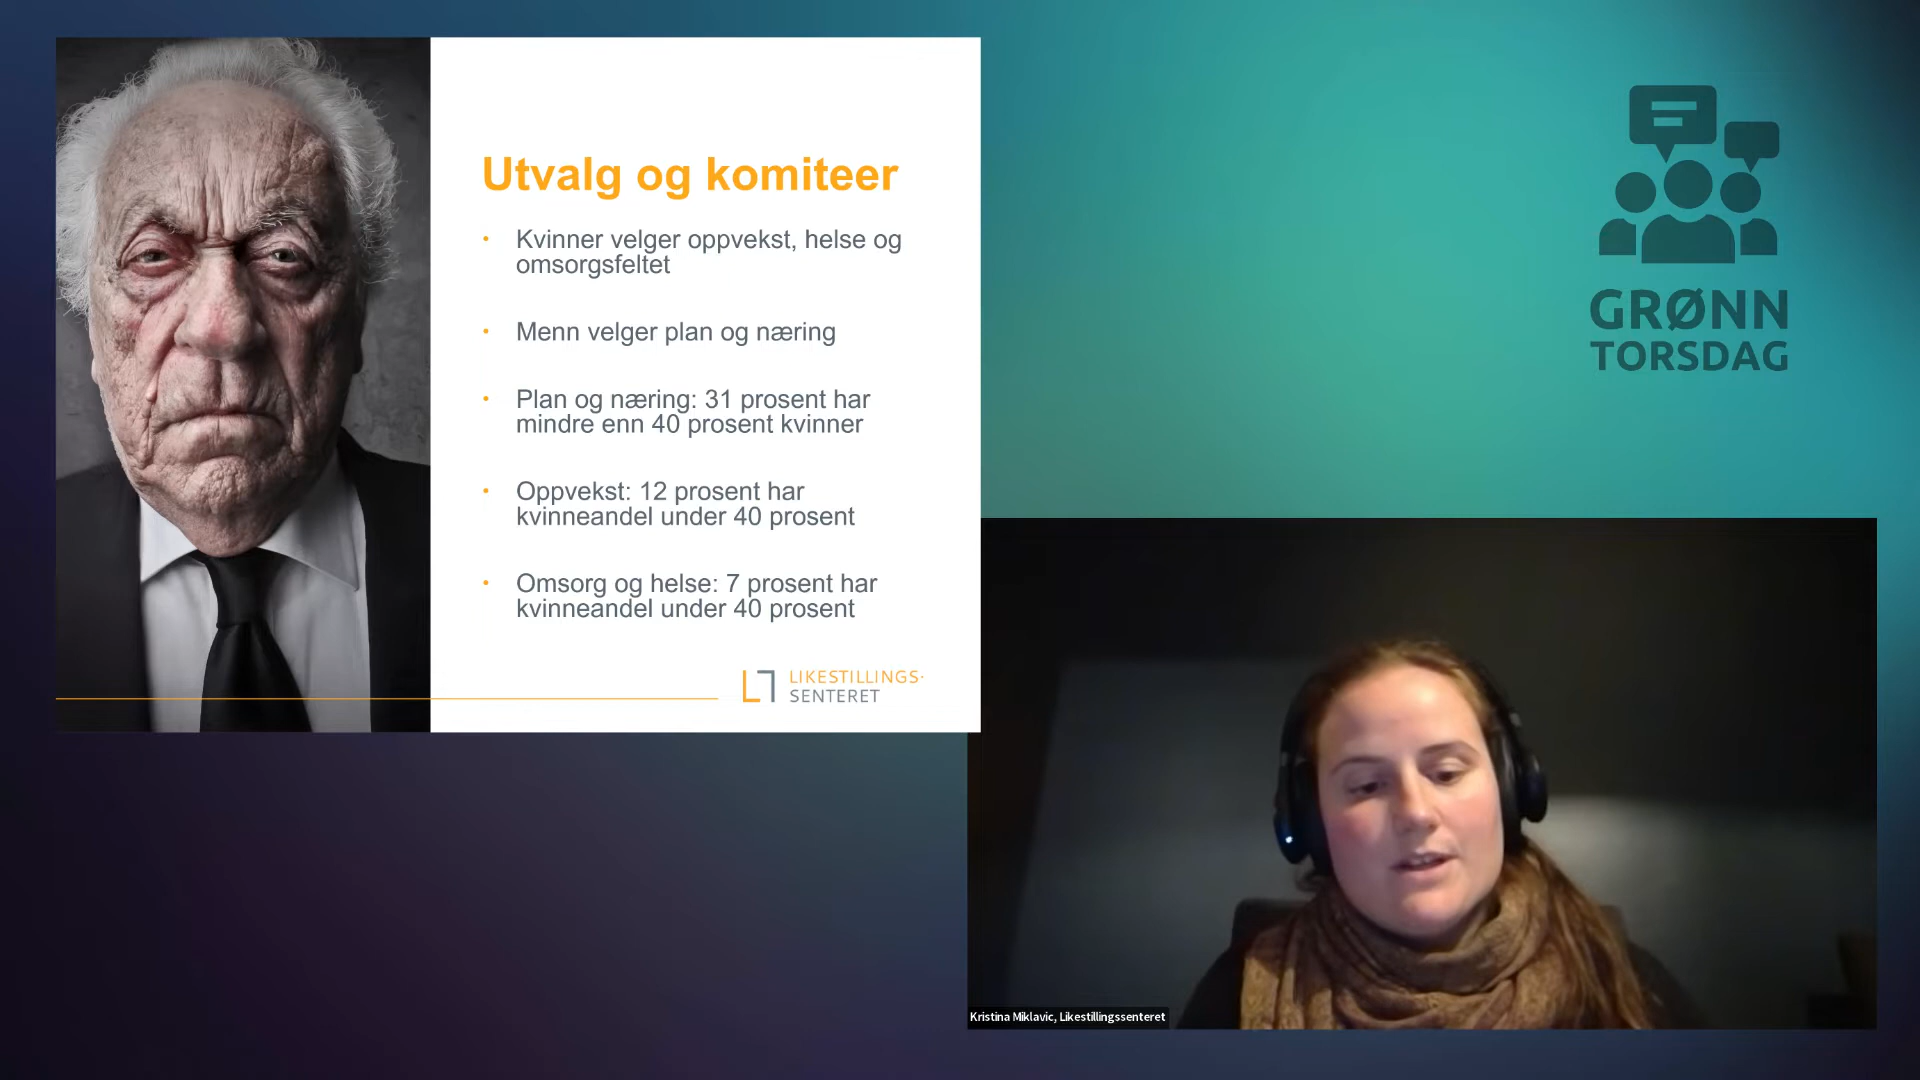 Utvalg og komiteer
• Kvinner velger oppvekst, helse og
omsorgsfeltet
• Menn velger plan og næring
• Plan og næring: 31 prosent har
mindre enn 40 prosent kvinner
• Oppvekst: 12 prosent har
kvinneandel under 40 prosent
• Omsorg og helse: 7 prosent har
kvinneandel under 40 prosent
LIKESTILLINGS-
SENTERET
GRØNN
TORSDAG
Kristina Miklavic, Likestillingssenteret